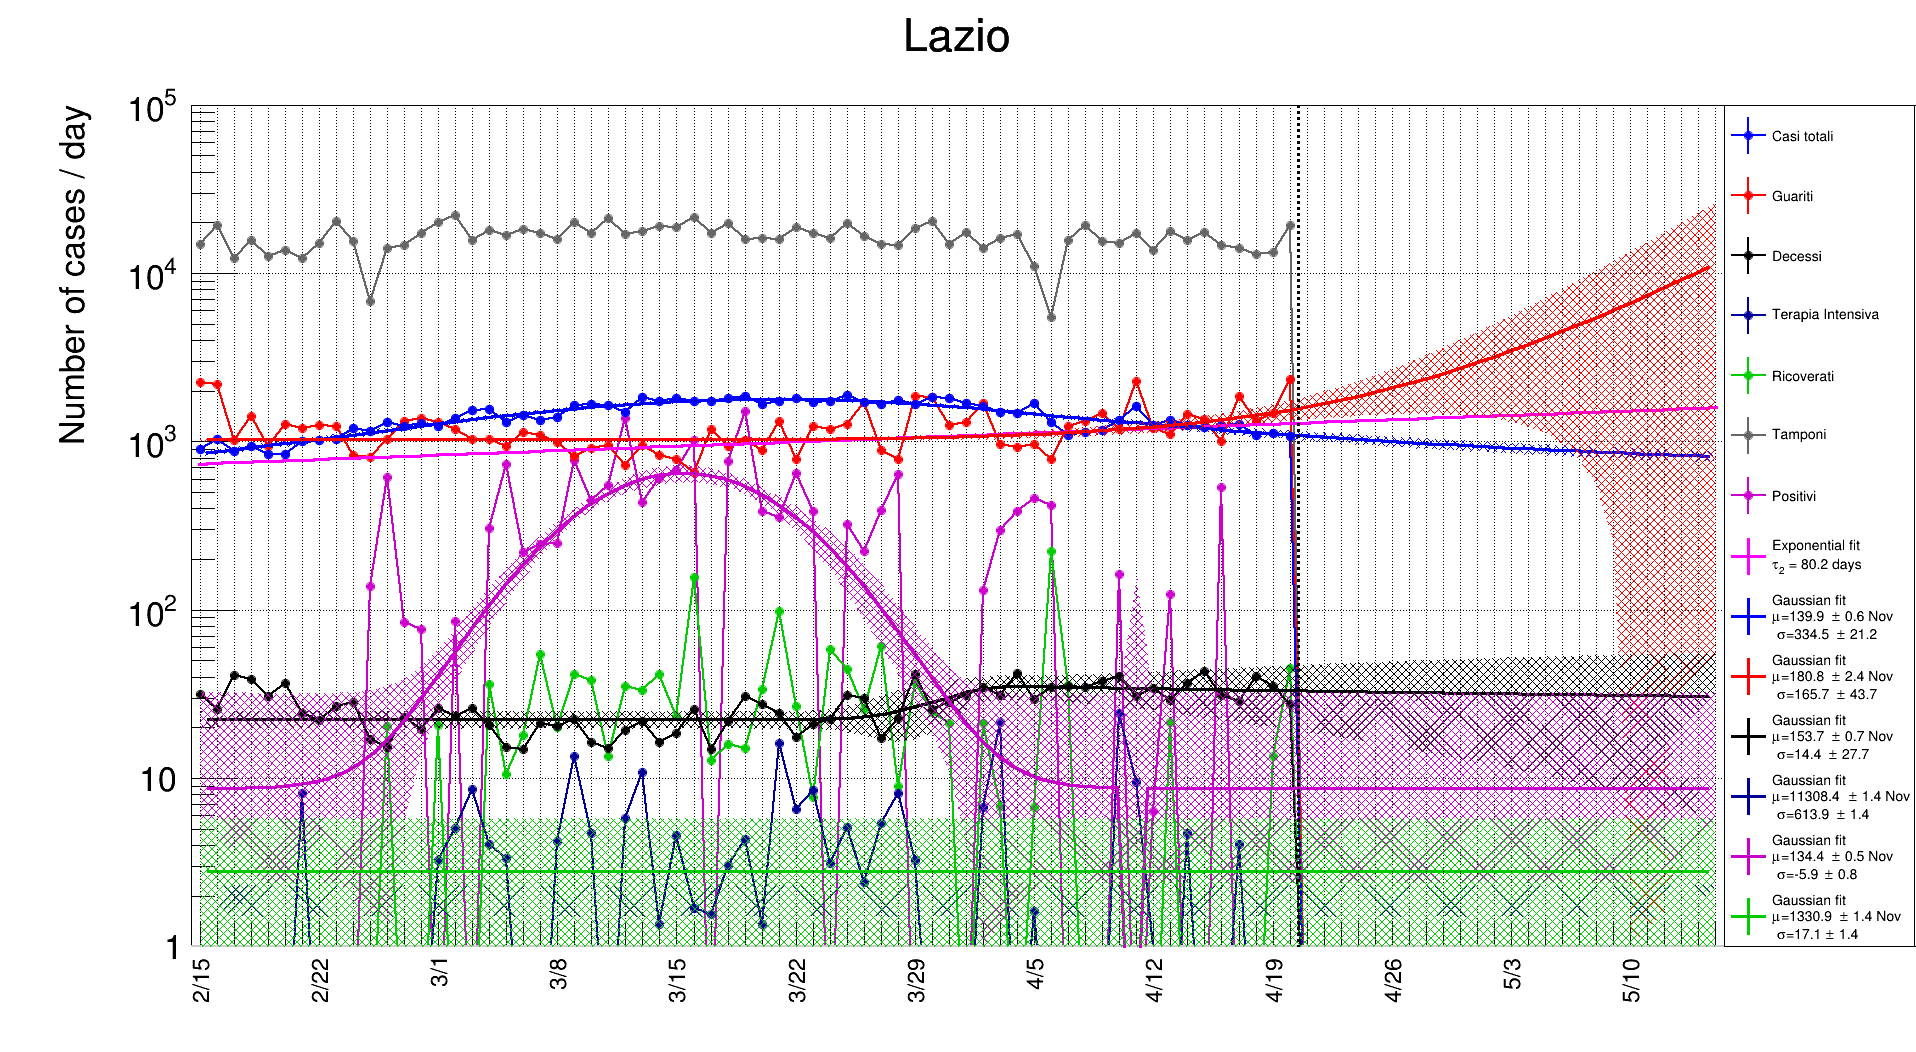 Lazio
Number of cases / day
10^5
10^4
10^3
10^2
10
1
2/15
2/22
3/1
3/8
3/15
3/22
3/29
4/5
4/12
4/19
4/26
5/3
5/10
Casi totali
Guariti
Decessi
Terapia Intensiva
Ricoverati
Tamponi
Positivi
Exponential fit
τ₂ = 80.2 days
Gaussian fit
μ=139.9 ± 0.6 Nov
σ=334.5 ± 21.2
Gaussian fit
μ=180.8 ± 2.4 Nov
σ=165.7 ± 43.7
Gaussian fit
μ=153.7 ± 0.7 Nov
σ=14.4 ± 27.7
Gaussian fit
μ=11308.4 ± 1.4 Nov
σ=613.9 ± 1.4
Gaussian fit
μ=134.4 ± 0.5 Nov
σ=-5.9 ± 0.8
Gaussian fit
μ=1330.9 ± 1.4 Nov
σ=17.1 ± 1.4